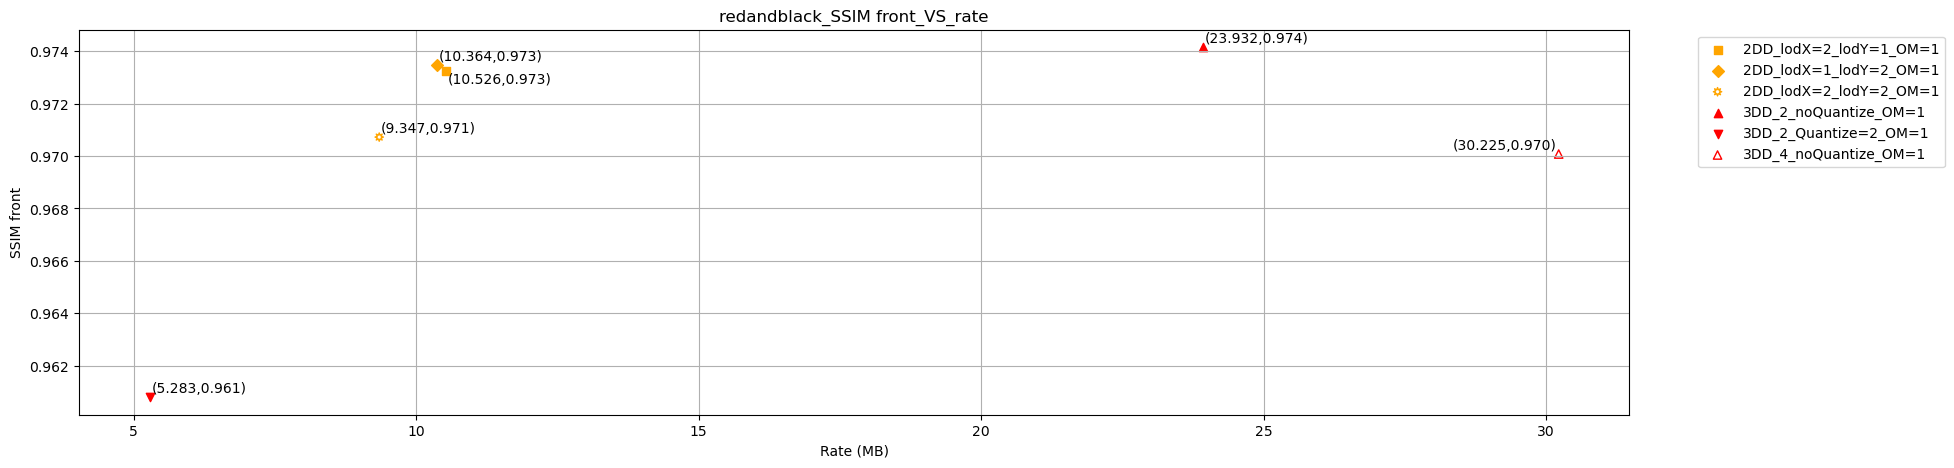 redandblack_SSIM front_VS_rate
SSIM front
0.974
0.972
0.970
0.968
0.966
0.964
0.962
(10.364,0.973)
(10.526,0.973)
(9.347,0.971)
(5.283,0.961)
(23.932,0.974)
(30.225,0.970)
5
10
15
20
25
30
Rate (MB)
2DD_lodX=2_lodY=1_OM=1
2DD_lodX=1_lodY=2_OM=1
2DD_lodX=2_lodY=2_OM=1
3DD_2_noQuantize_OM=1
3DD_2_Quantize=2_OM=1
3DD_4_noQuantize_OM=1